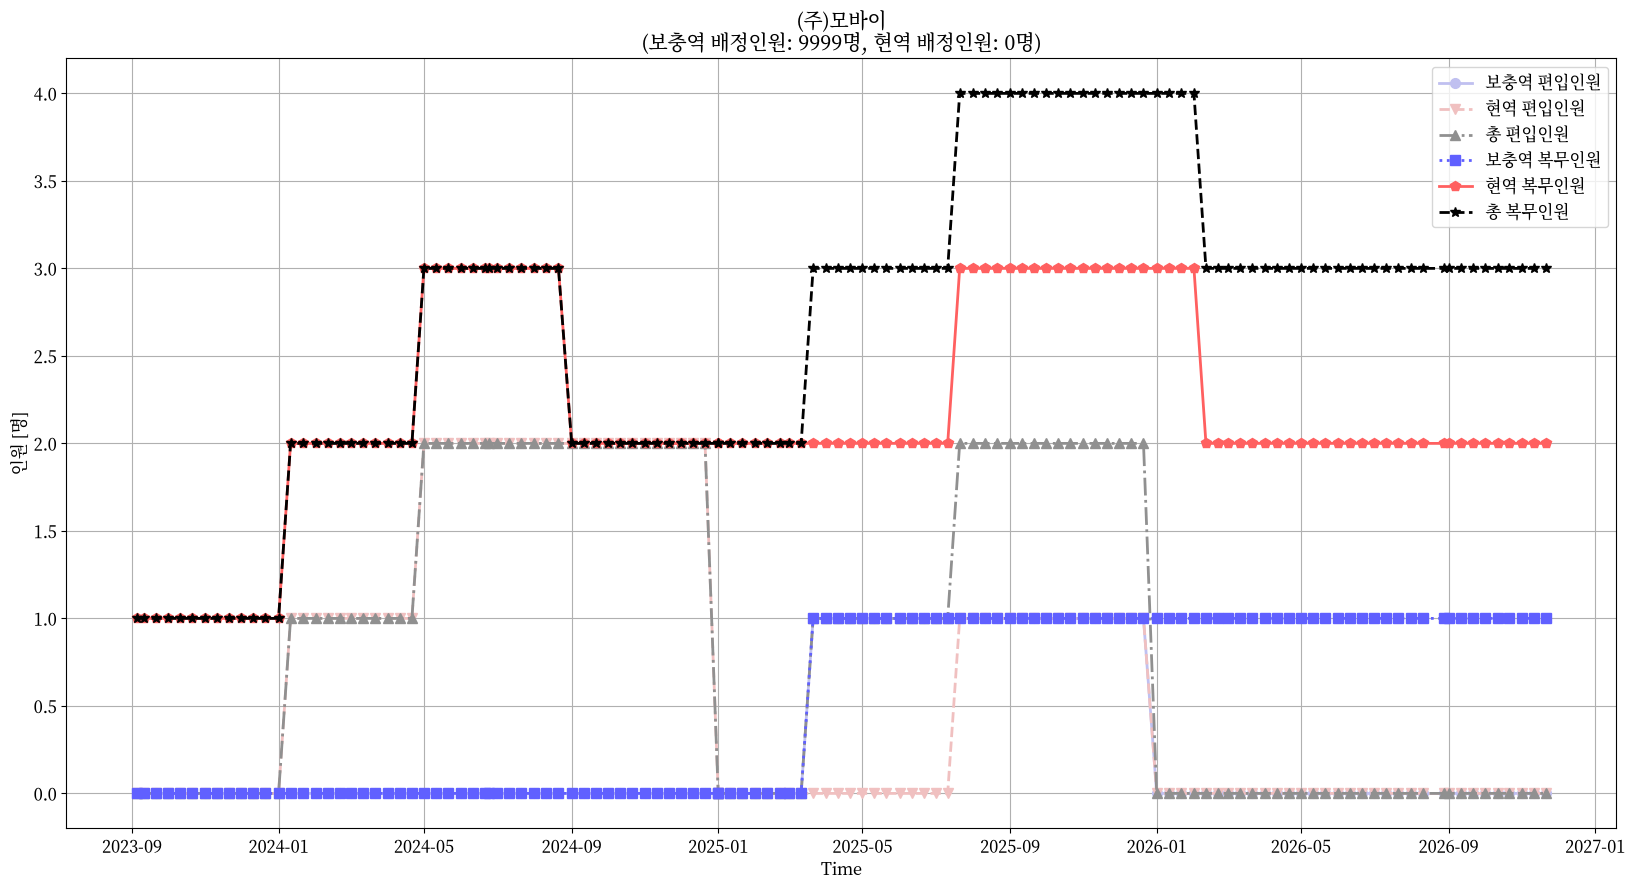 (주)모바이
(보충역 배정인원: 9999명, 현역 배정인원: 0명)
보충역 편입인원
현역 편입인원
총 편입인원
보충역 복무인원
현역 복무인원
총 복무인원
인원 [명]
4.0
3.5
3.0
2.5
2.0
1.5
1.0
0.5
0.0
2023-09 2024-01 2024-05 2024-09 2025-01 2025-05 2025-09 2026-01 2026-05 2026-09 2027-01
Time